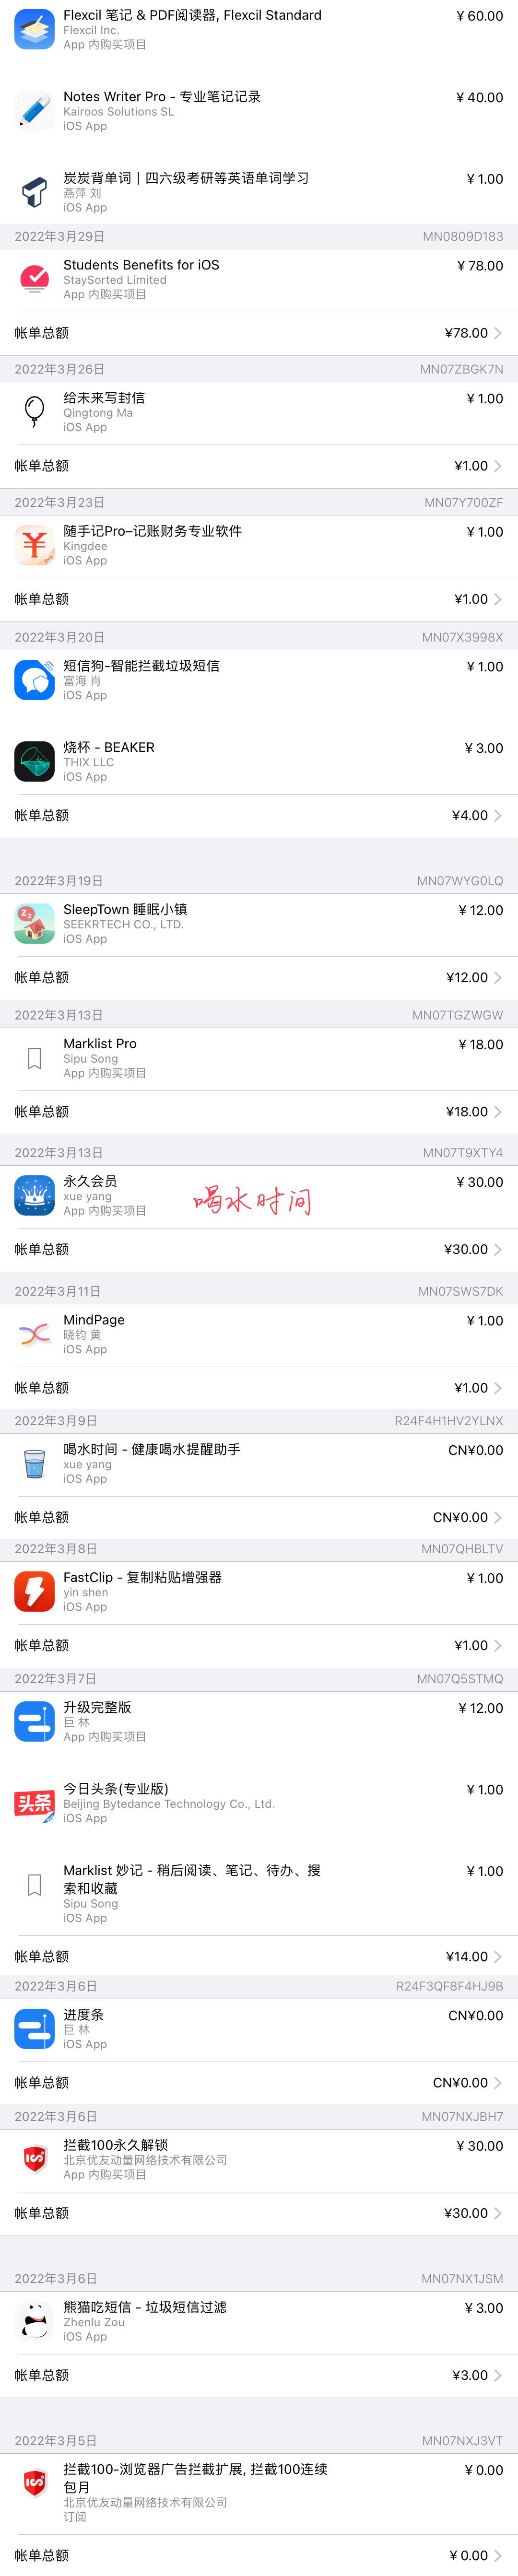 Flexcil 笔记 & PDF阅读器, Flexcil Standard
¥ 60.00
Flexcil Inc.
App 内购买项目
Notes Writer Pro - 专业笔记记录
¥ 40.00
Kairoos Solutions SL
iOS App
炭炭背单词丨四六级考研等英语单词学习
¥ 1.00
燕萍 刘
iOS App
2022年3月29日
MN0809D183
Students Benefits for iOS
¥ 78.00
StaySorted Limited
App 内购买项目
帐单总额
¥78.00
2022年3月26日
MN07ZBGK7N
给未来写封信
¥ 1.00
Qingtong Ma
iOS App
帐单总额
¥1.00
2022年3月23日
MN07Y700ZF
随手记Pro–记账财务专业软件
¥ 1.00
Kingdee
iOS App
帐单总额
¥1.00
2022年3月20日
MN07X3998X
短信狗-智能拦截垃圾短信
¥ 1.00
富海 肖
iOS App
烧杯 - BEAKER
¥ 3.00
THIX LLC
iOS App
帐单总额
¥4.00
2022年3月19日
MN07WYG0LQ
SleepTown 睡眠小镇
¥ 12.00
SEEKRTECH CO., LTD.
iOS App
帐单总额
¥12.00
2022年3月13日
MN07TGZWGW
Marklist Pro
¥ 18.00
Sipu Song
App 内购买项目
帐单总额
¥18.00
2022年3月13日
MN07T9XTY4
永久会员
¥ 30.00
xue yang
App 内购买项目
喝水时间
帐单总额
¥30.00
2022年3月11日
MN07SWS7DK
MindPage
¥ 1.00
晓钧 黄
iOS App
帐单总额
¥1.00
2022年3月9日
R24F4H1HV2YLNX
喝水时间 - 健康喝水提醒助手
CN¥0.00
xue yang
iOS App
帐单总额
CN¥0.00
2022年3月8日
MN07QHBLTV
FastClip - 复制粘贴增强器
¥ 1.00
yin shen
iOS App
帐单总额
¥1.00
2022年3月7日
MN07Q5STMQ
升级完整版
¥ 12.00
巨 林
App 内购买项目
头条
今日头条(专业版)
¥ 1.00
Beijing Bytedance Technology Co., Ltd.
iOS App
Marklist 妙记 - 稍后阅读、笔记、待办、搜
索和收藏
¥ 1.00
Sipu Song
iOS App
帐单总额
¥14.00
2022年3月6日
R24F3QF8F4HJ9B
进度条
CN¥0.00
巨 林
iOS App
帐单总额
CN¥0.00
2022年3月6日
MN07NXJBH7
拦截100永久解锁
¥ 30.00
北京优友动量网络技术有限公司
App 内购买项目
帐单总额
¥30.00
2022年3月6日
MN07NX1JSM
熊猫吃短信 - 垃圾短信过滤
¥ 3.00
Zhenlu Zou
iOS App
帐单总额
¥3.00
2022年3月5日
MN07NXJ3VT
拦截100-浏览器广告拦截扩展, 拦截100连续
包月
¥ 0.00
北京优友动量网络技术有限公司
订阅
帐单总额
¥ 0.00